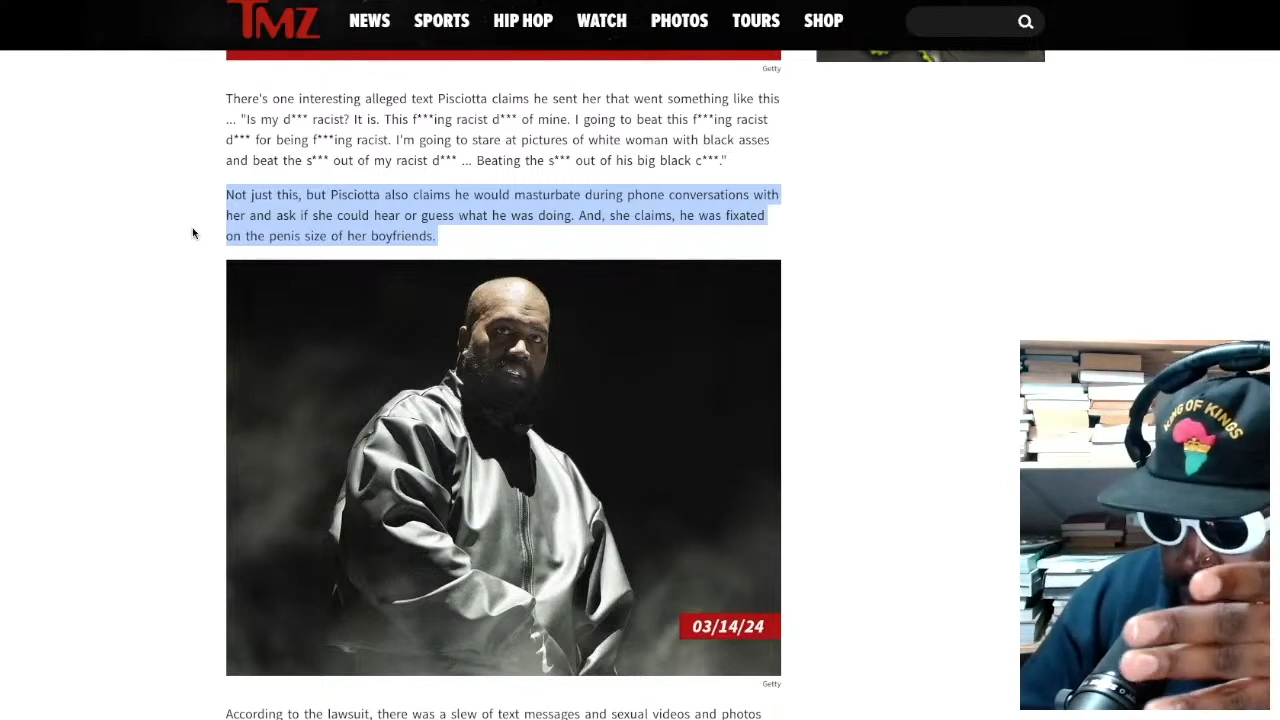 TMZ NEWS SPORTS HIP HOP WATCH PHOTOS TOURS SHOP
Getty
There's one interesting alleged text Pisciotta claims he sent her that went something like this
... "Is my d*** racist? It is. This f***ing racist d*** of mine. I going to beat this f***ing racist
d*** for being f***ing racist. I'm going to stare at pictures of white woman with black asses
and beat the s*** out of my racist d*** ... Beating the s*** out of his big black c***."
Not just this, but Pisciotta also claims he would masturbate during phone conversations with
her and ask if she could hear or guess what he was doing. And, she claims, he was fixated
on the penis size of her boyfriends.
03/14/24
KING OF KINGS
Getty
According to the lawsuit, there was a slew of text messages and sexual videos and photos